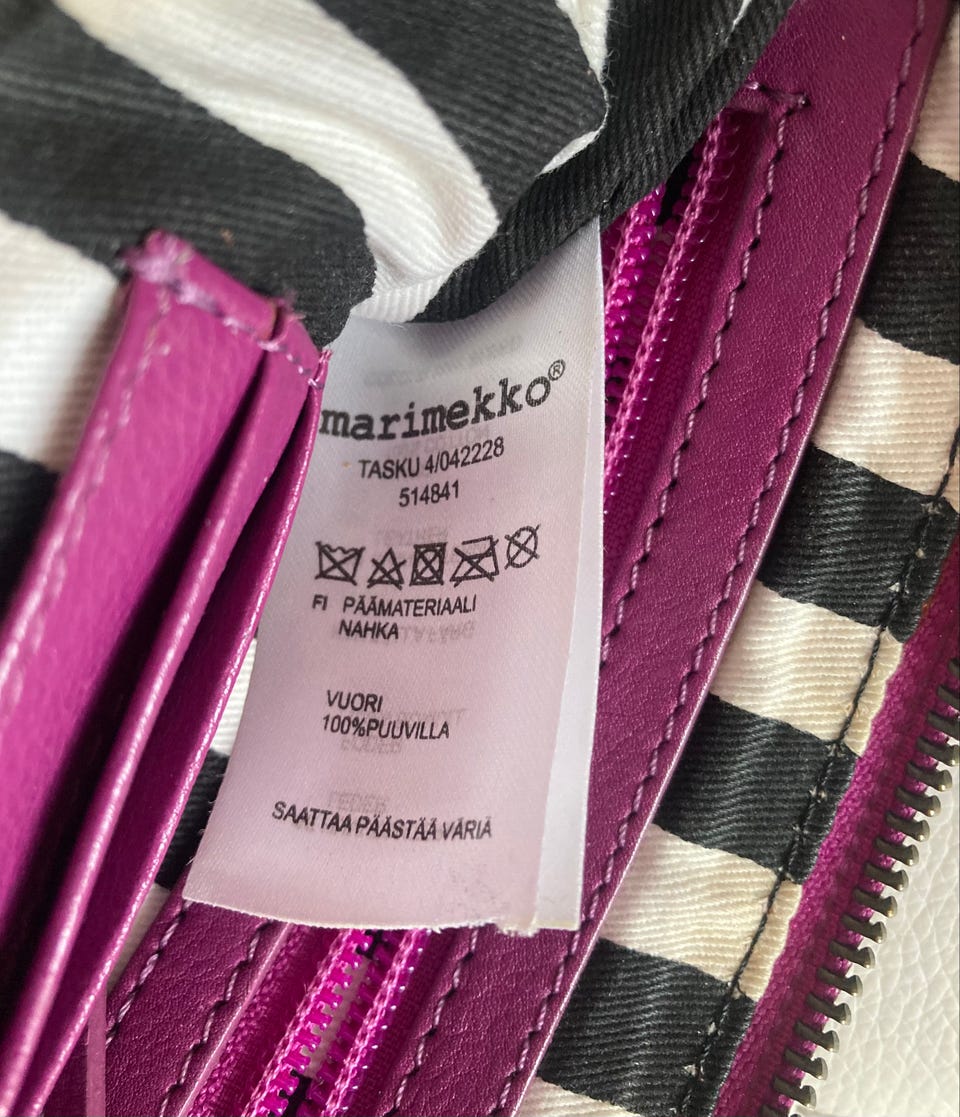 marimekko®
TASKU 4/042228
514841
FI PÄÄMATERIAALI
NAHKA
VUORI
100%PUUVILLA
SAATTAA PÄÄSTÄÄ VÄRIÄ